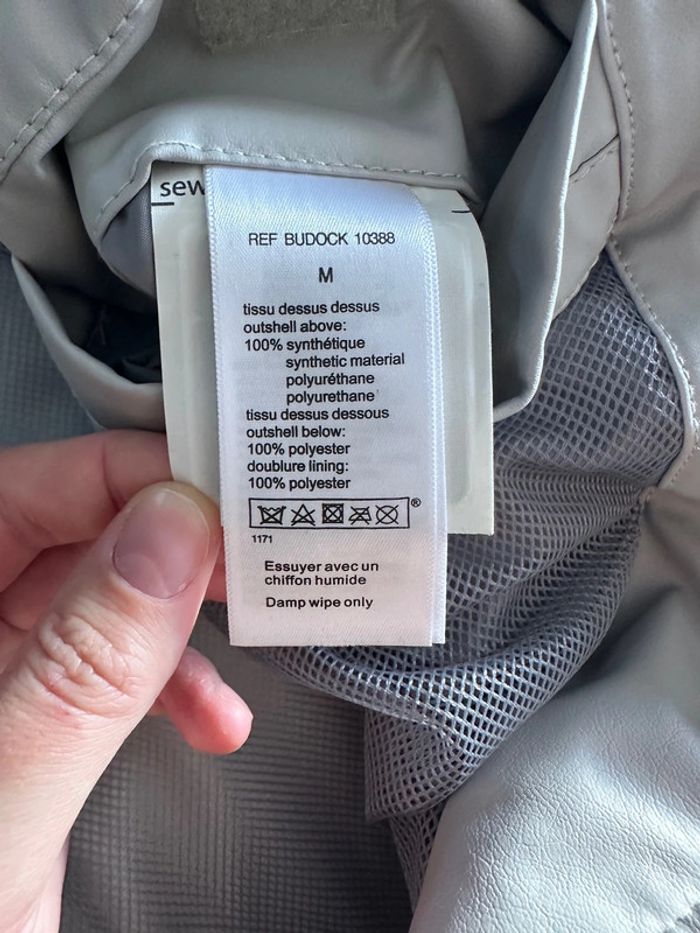 sew
REF BUDOCK 10388
M
tissu dessus dessus
outshell above:
100% synthétique
synthetic material
polyuréthane
polyurethane
tissu dessus dessous
outshell below:
100% polyester
doublure lining:
100% polyester
®
1171
Essuyer avec un
chiffon humide
Damp wipe only